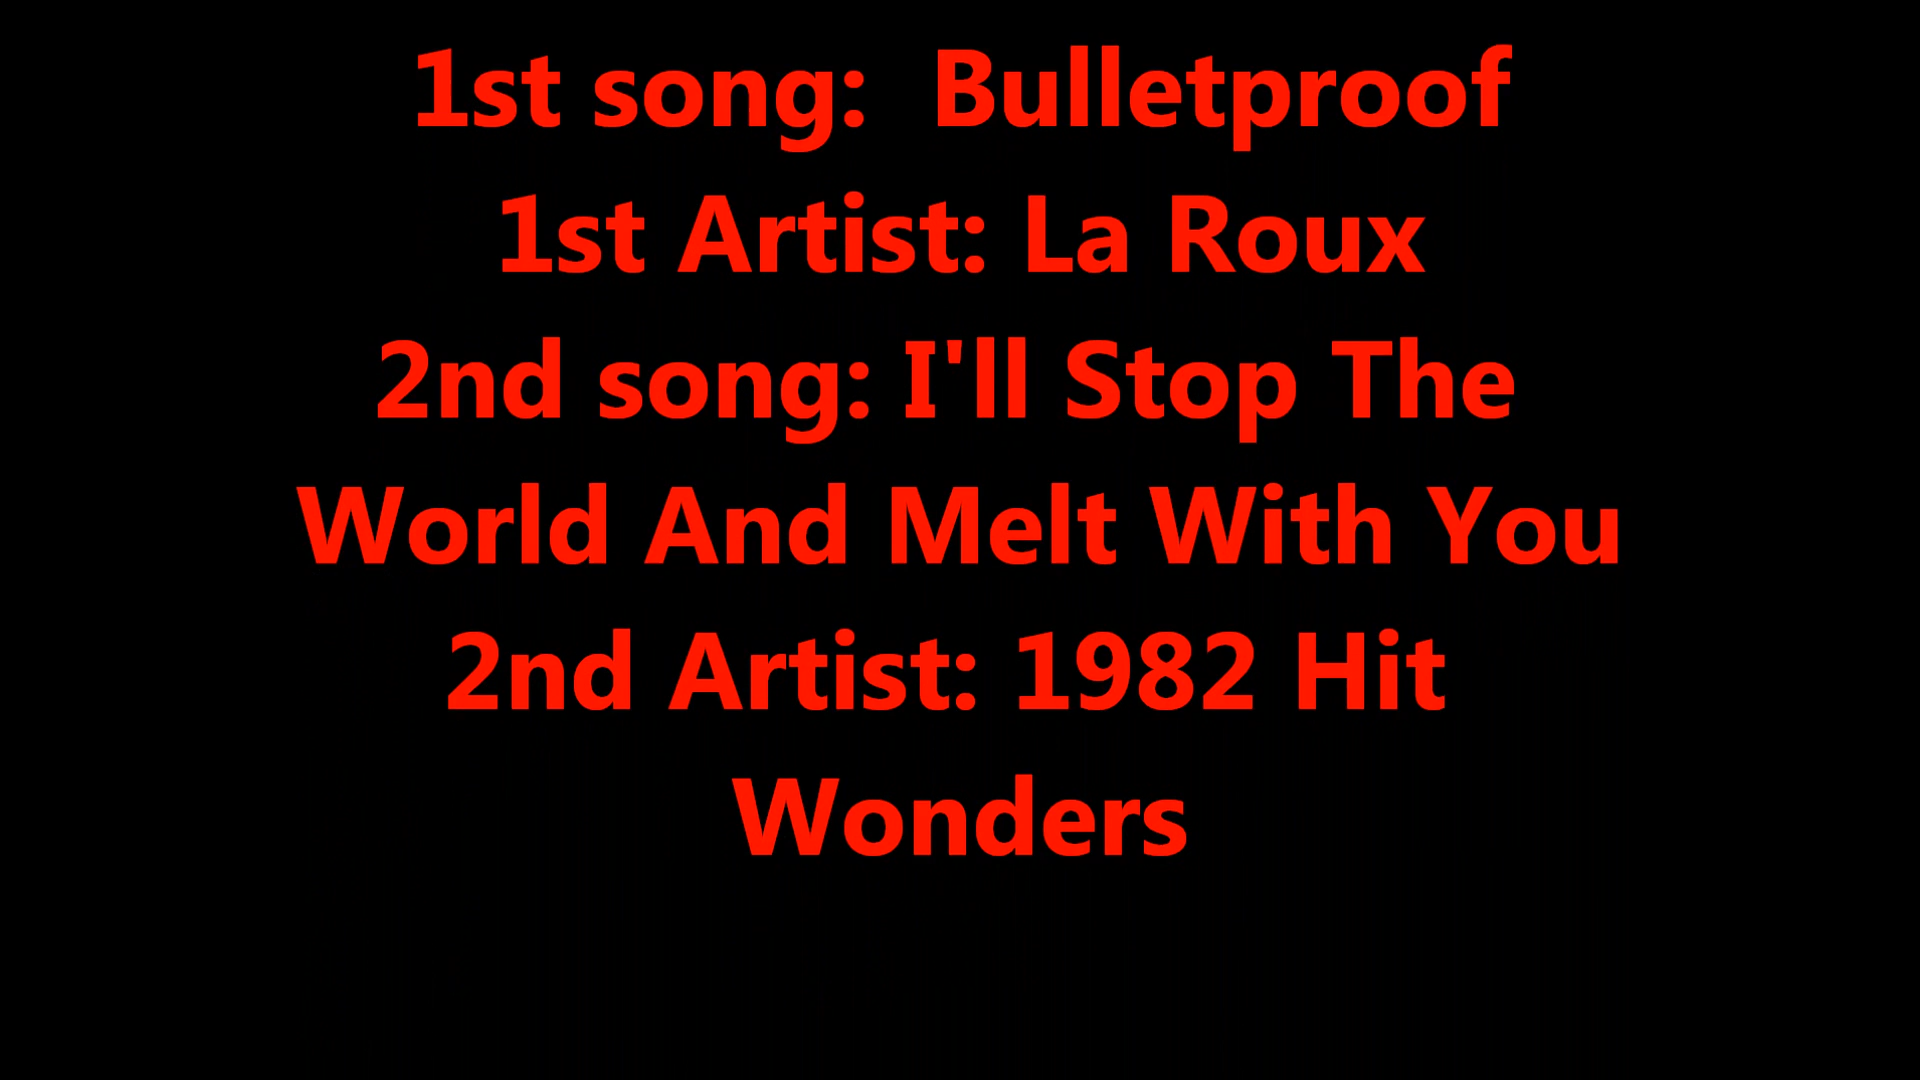 1st song:  Bulletproof
1st Artist: La Roux
2nd song: I'll Stop The
World And Melt With You
2nd Artist: 1982 Hit
Wonders